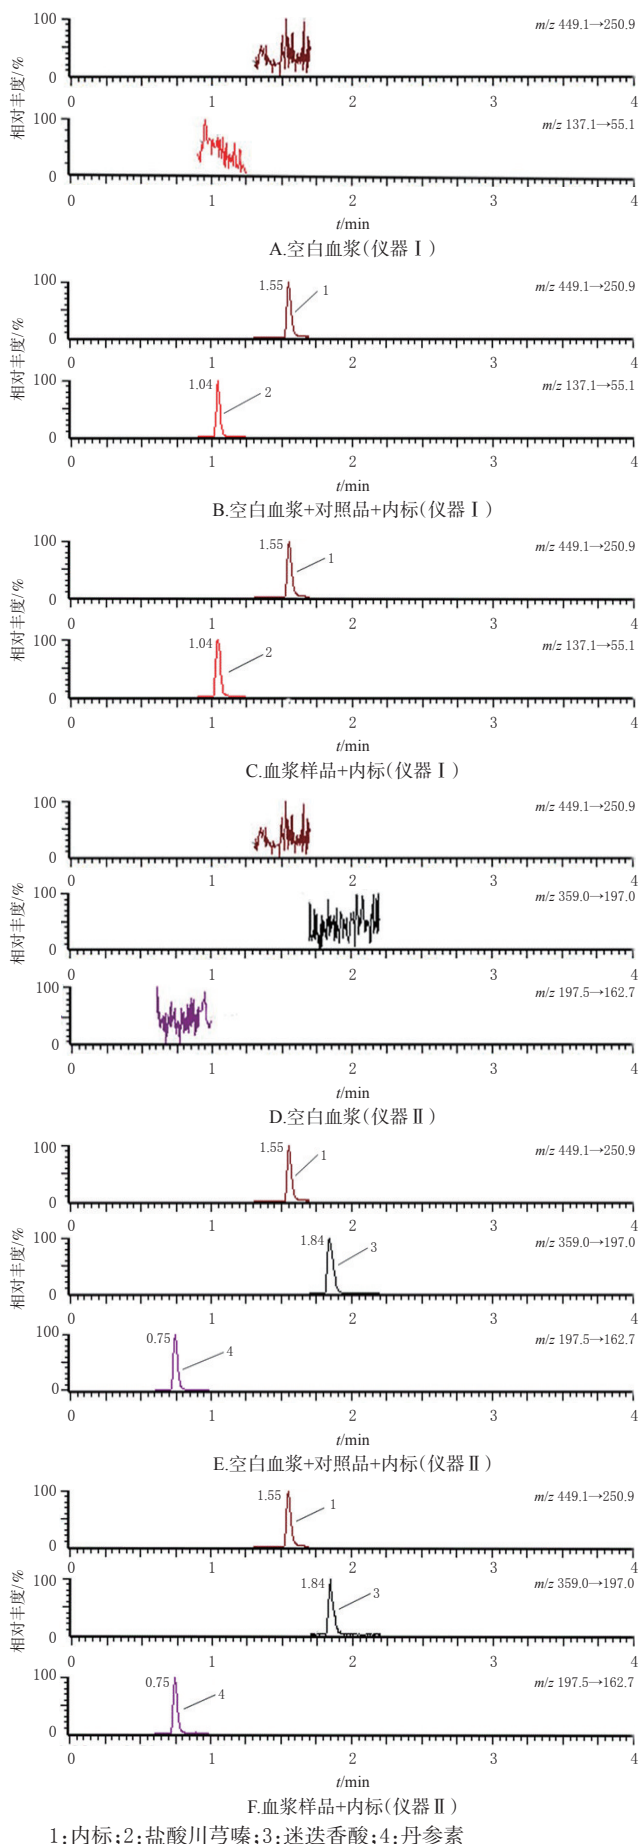 100
m/z 449.1→250.9
0
0 1 2 3 4
相对丰度/%
100
m/z 137.1→55.1
0
0 1 2 3 4
t/min
A.空白血浆(仪器Ⅰ)
100
1.55 1
m/z 449.1→250.9
0
0 1 2 3 4
相对丰度/%
100
1.04 2
m/z 137.1→55.1
0
0 1 2 3 4
t/min
B.空白血浆+对照品+内标(仪器Ⅰ)
100
1.55 1
m/z 449.1→250.9
0
0 1 2 3 4
相对丰度/%
100
1.04 2
m/z 137.1→55.1
0
0 1 2 3 4
t/min
C.血浆样品+内标(仪器Ⅰ)
100
m/z 449.1→250.9
0
0 1 2 3 4
相对丰度/%
100
m/z 359.0→197.0
0
0 1 2 3 4
100
m/z 197.5→162.7
0
0 1 2 3 4
t/min
D.空白血浆(仪器Ⅱ)
100
1.55 1
m/z 449.1→250.9
0
0 1 2 3 4
相对丰度/%
100
1.84 3
m/z 359.0→197.0
0
0 1 2 3 4
100
0.75 4
m/z 197.5→162.7
0
0 1 2 3 4
t/min
E.空白血浆+对照品+内标(仪器Ⅱ)
100
1.55 1
m/z 449.1→250.9
0
0 1 2 3 4
相对丰度/%
100
1.84 3
m/z 359.0→197.0
0
0 1 2 3 4
100
0.75 4
m/z 197.5→162.7
0
0 1 2 3 4
t/min
F.血浆样品+内标(仪器Ⅱ)
1:内标;2:盐酸川芎嗪;3:迷迭香酸;4:丹参素